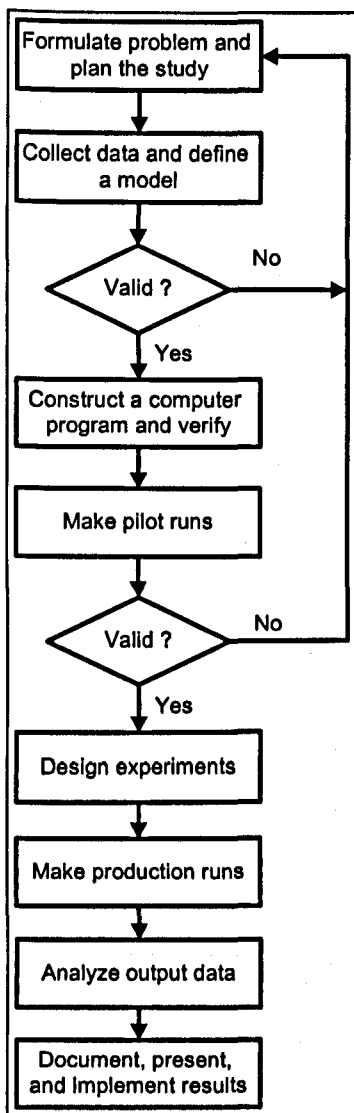 Formulate problem and
plan the study
Collect data and define
a model
Valid ?
No
Yes
Construct a computer
program and verify
Make pilot runs
Valid ?
No
Yes
Design experiments
Make production runs
Analyze output data
Document, present,
and implement results